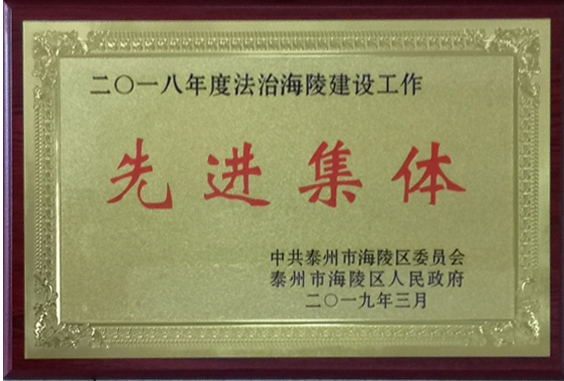 二〇一八年度法治海陵建设工作
先进集体
中共泰州市海陵区委员会
泰州市海陵区人民政府
二〇一九年三月